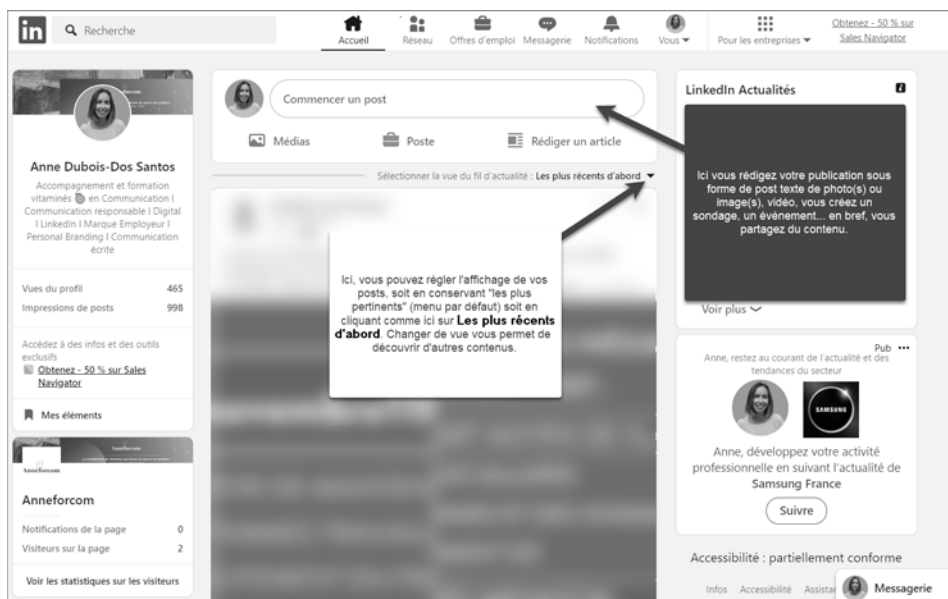 in
Recherche
Accueil
Réseau
Offres d'emploi
Messagerie
Notifications
Vous
Pour les entreprises
Obtenez - 50 % sur
Sales Navigator
Anneforcom
Anne Dubois-Dos Santos
Accompagnement et formation
vitaminés en Communication I
Communication responsable I Digital
I LinkedIn I Marque Employeur I
Personal Branding I Communication
écrite
Vues du profil 465
Impressions de posts 998
Accédez à des infos et des outils
exclusifs
Obtenez - 50 % sur Sales
Navigator
Mes éléments
Anneforcom
Anneforcom
Anneforcom
Notifications de la page 0
Visiteurs sur la page 2
Voir les statistiques sur les visiteurs
Commencer un post
Médias
Poste
Rédiger un article
Sélectionner la vue du fil d'actualité : Les plus récents d'abord
Ici, vous pouvez régler l'affichage de vos
posts, soit en conservant "les plus
pertinents" (menu par défaut) soit en
cliquant comme ici sur Les plus récents
d'abord. Changer de vue vous permet de
découvrir d'autres contenus.
LinkedIn Actualités
Ici vous rédigez votre publication sous
forme de post texte de photo(s) ou
image(s), vidéo, vous créez un
sondage, un événement... en bref, vous
partagez du contenu.
Voir plus
Pub
Anne, restez au courant de l'actualité et des
tendances du secteur
SAMSUNG
Anne, développez votre activité
professionnelle en suivant l'actualité de
Samsung France
Suivre
Accessibilité : partiellement conforme
Infos Accessibilité
Messagerie